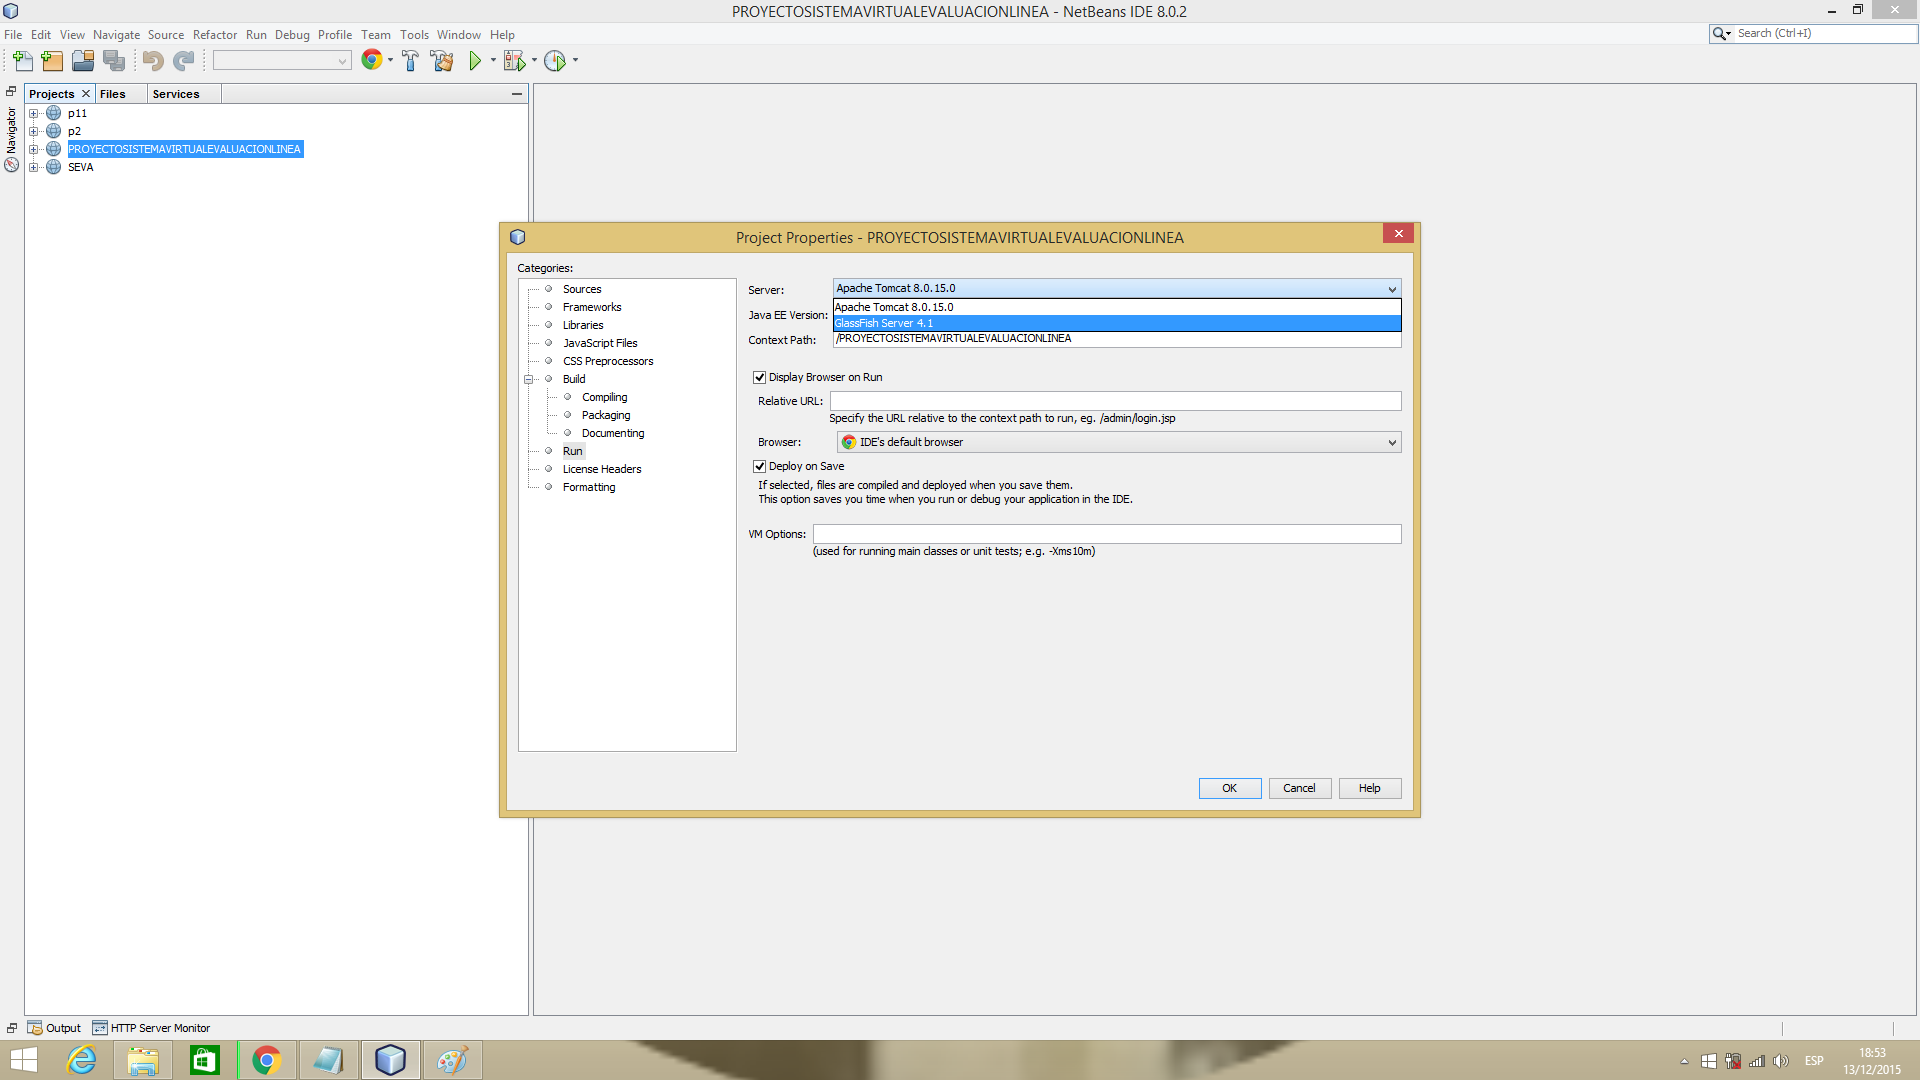 PROYECTOSISTEMAVIRTUALEVALUACIONLINEA - NetBeans IDE 8.0.2
File Edit View Navigate Source Refactor Run Debug Profile Team Tools Window Help
Search (Ctrl+I)
Projects Files Services
Navigator
p11
p2
PROYECTOSISTEMAVIRTUALEVALUACIONLINEA
SEVA
Project Properties - PROYECTOSISTEMAVIRTUALEVALUACIONLINEA
Categories:
Sources
Frameworks
Libraries
JavaScript Files
CSS Preprocessors
Build
Compiling
Packaging
Documenting
Run
License Headers
Formatting
Server: Apache Tomcat 8.0.15.0
Apache Tomcat 8.0.15.0
Java EE Version:
GlassFish Server 4.1
Context Path: /PROYECTOSISTEMAVIRTUALEVALUACIONLINEA
Display Browser on Run
Relative URL:
Specify the URL relative to the context path to run, eg. /admin/login.jsp
Browser: IDE's default browser
Deploy on Save
If selected, files are compiled and deployed when you save them.
This option saves you time when you run or debug your application in the IDE.
VM Options:
(used for running main classes or unit tests; e.g. -Xms10m)
OK Cancel Help
Output HTTP Server Monitor
ESP
18:53
13/12/2015